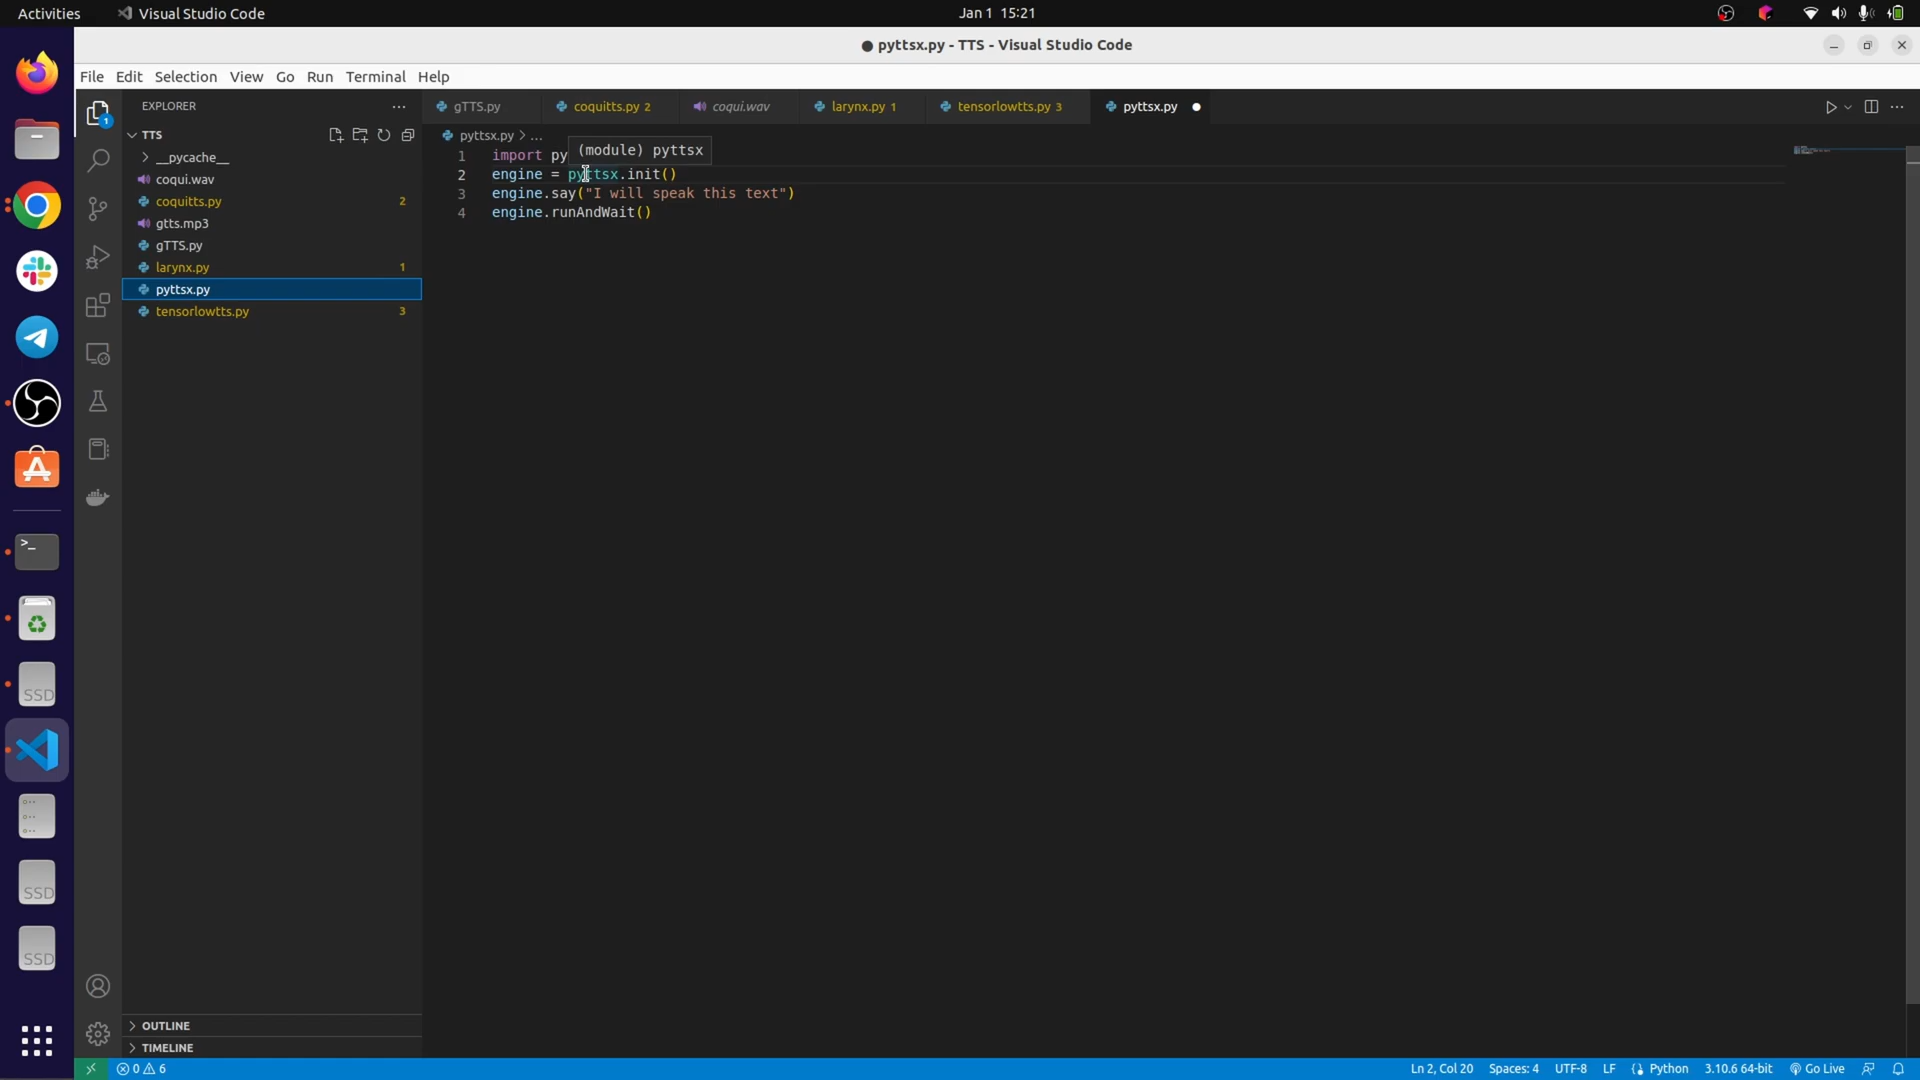 Activities
Visual Studio Code
Jan 1 15:21
● pyttsx.py - TTS - Visual Studio Code
File Edit Selection View Go Run Terminal Help
EXPLORER
TTS
__pycache__
coqui.wav
coquitts.py 2
gtts.mp3
gTTS.py
larynx.py 1
pyttsx.py
tensorlowtts.py 3
OUTLINE
TIMELINE
gTTS.py
coquitts.py 2
coqui.wav
larynx.py 1
tensorlowtts.py 3
pyttsx.py ●
pyttsx.py > ...
(module) pyttsx
1 import py
2 engine = pyttsx.init()
3 engine.say("I will speak this text")
4 engine.runAndWait()
1
SSD
SSD
SSD
0 6
Ln 2, Col 20 Spaces: 4 UTF-8 LF Python 3.10.6 64-bit Go Live